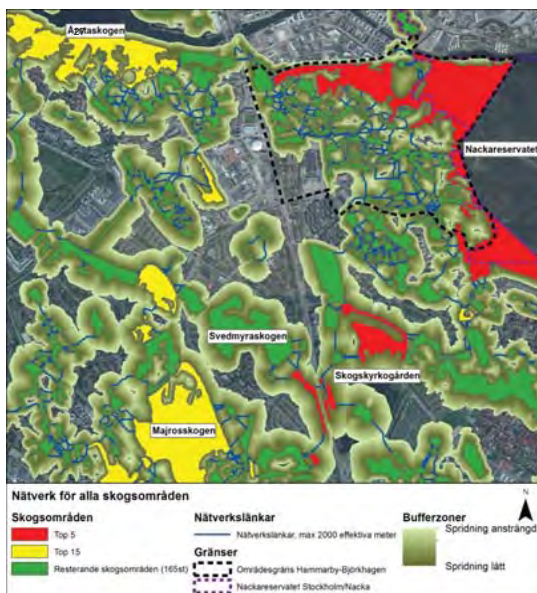 Årstaskogen
Nackareservatet
Svedmyraskogen
Skogskyrkogården
Majrosskogen
Nätverk för alla skogsområden
Skogsområden
Top 5
Top 15
Resterande skogsområden (165st)
Nätverkslänkar
Nätverkslänkar, max 2000 effektiva meter
Gränser
Områdesgräns Hammarby-Björkhagen
Nackareservatet Stockholm/Nacka
Bufferzoner
Spridning ansträngd
Spridning lätt
N